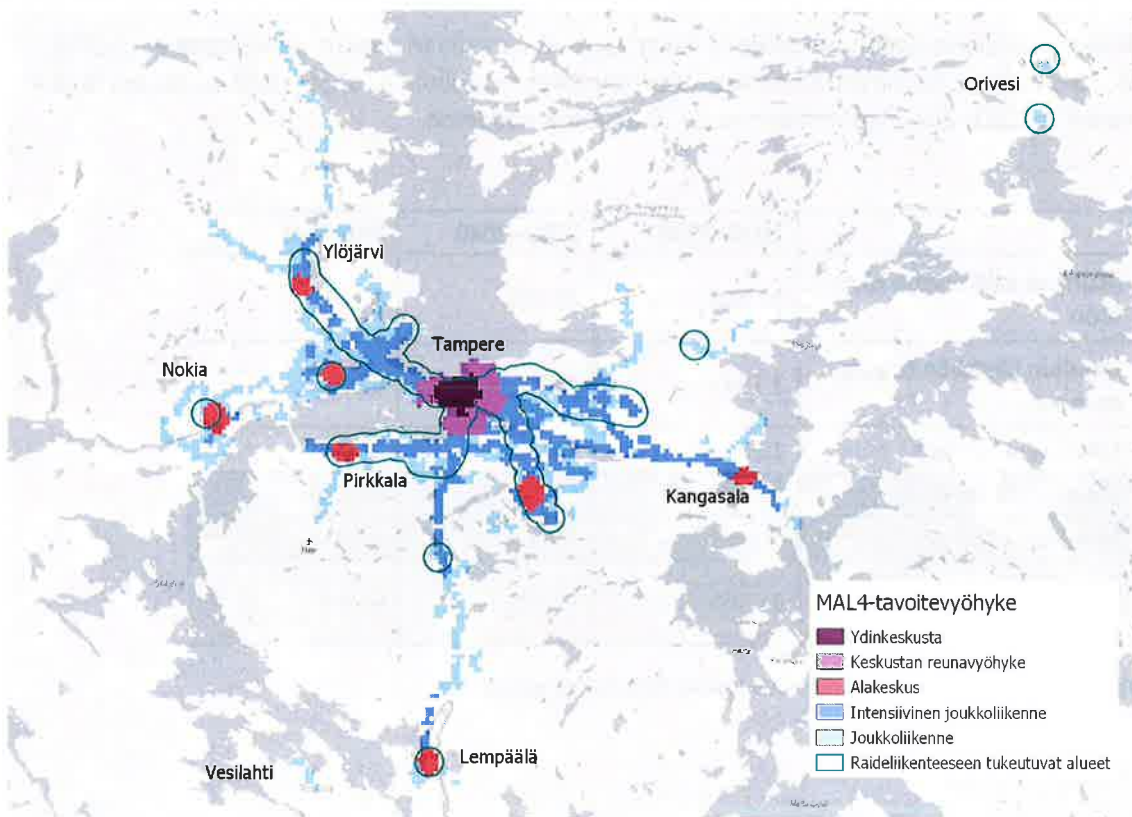 Orivesi
Ylöjärvi
Tampere
Nokia
Pirkkala
Kangasala
Lempäälä
Vesilahti
MAL4-tavoitevyöhyke
Ydinkeskusta
Keskustan reunavyöhyke
Alakeskus
Intensiivinen joukkoliikenne
Joukkoliikenne
Raideliikenteeseen tukeutuvat alueet